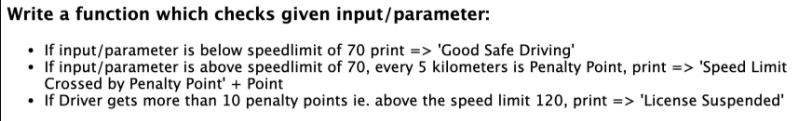 Write a function which checks given input/parameter:
• If input/parameter is below speedlimit of 70 print => 'Good Safe Driving'
• If input/parameter is above speedlimit of 70, every 5 kilometers is Penalty Point, print => 'Speed Limit
Crossed by Penalty Point' + Point
• If Driver gets more than 10 penalty points ie. above the speed limit 120, print => 'License Suspended'